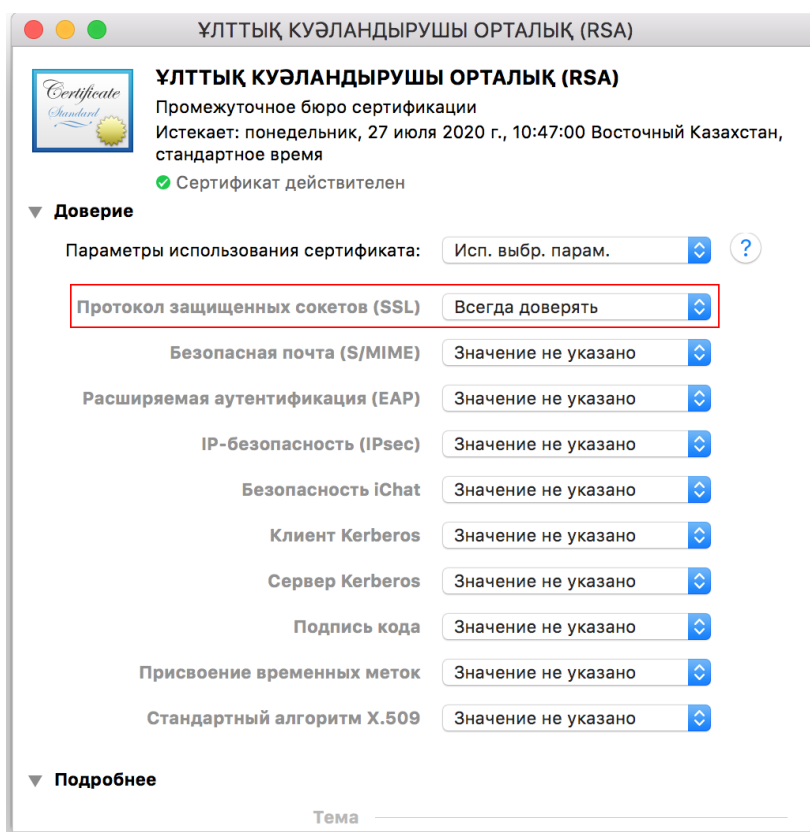 ҰЛТТЫҚ КУӘЛАНДЫРУШЫ ОРТАЛЫҚ (RSA)
Certificate
Standard
ҰЛТТЫҚ КУӘЛАНДЫРУШЫ ОРТАЛЫҚ (RSA)
Промежуточное бюро сертификации
Истекает: понедельник, 27 июля 2020 г., 10:47:00 Восточный Казахстан,
стандартное время
Сертификат действителен
Доверие
Параметры использования сертификата: Исп. выбр. парам. ?
Протокол защищенных сокетов (SSL) Всегда доверять
Безопасная почта (S/MIME) Значение не указано
Расширяемая аутентификация (EAP) Значение не указано
IP-безопасность (IPsec) Значение не указано
Безопасность iChat Значение не указано
Клиент Kerberos Значение не указано
Сервер Kerberos Значение не указано
Подпись кода Значение не указано
Присвоение временных меток Значение не указано
Стандартный алгоритм X.509 Значение не указано
Подробнее
Тема